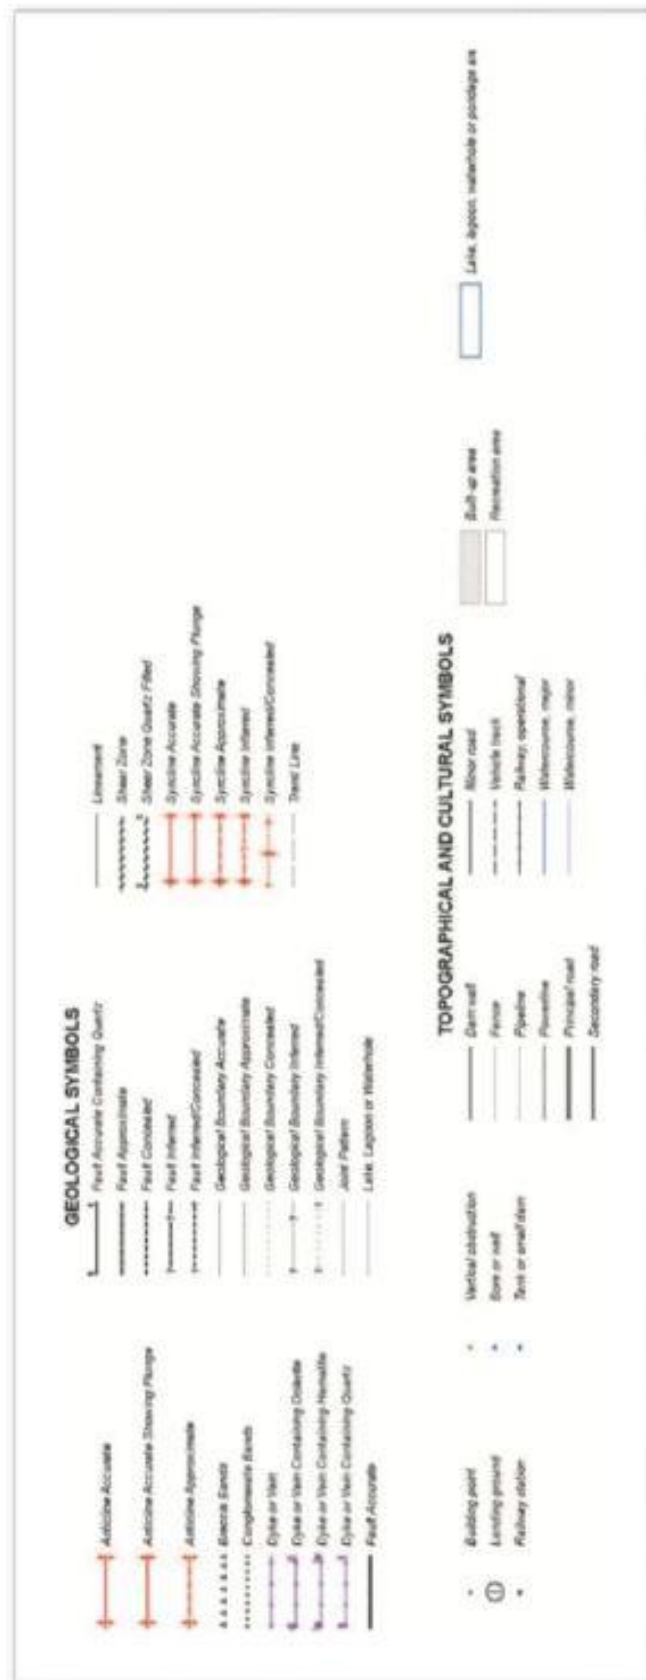 GEOLOGICAL SYMBOLS
Anticline Accurate
Anticline Accurate Showing Plunge
Anticline Approximate
Breccia Bands
Conglomerate Bands
Dyke or Vein
Dyke or Vein Containing Dolerite
Dyke or Vein Containing Hematite
Dyke or Vein Containing Quartz
Fault Accurate
Fault Accurate Containing Quartz
Fault Approximate
Fault Concealed
Fault Inferred
Fault Inferred/Concealed
Geological Boundary Accurate
Geological Boundary Approximate
Geological Boundary Concealed
Geological Boundary Inferred
Geological Boundary Inferred/Concealed
Joint Pattern
Lake, Lagoon or Waterhole
Lineament
Shear Zone
Shear Zone Quartz Filled
Syncline Accurate
Syncline Accurate Showing Plunge
Syncline Approximate
Syncline Inferred
Syncline Inferred/Concealed
Trend Line
TOPOGRAPHICAL AND CULTURAL SYMBOLS
Building point
Landing ground
Railway station
Vertical obstruction
Bore or well
Tank or small dam
Dam wall
Fence
Pipeline
Powerline
Principal road
Secondary road
Minor road
Vehicle track
Railway, operational
Watercourse, major
Watercourse, minor
Built-up area
Recreation area
Lake, lagoon, waterhole or pondage are